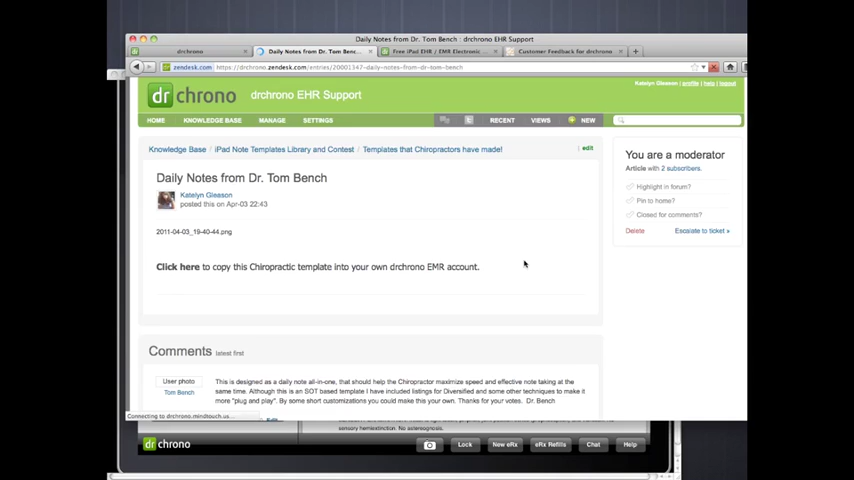 Daily Notes from Dr. Tom Bench : drchrono EHR Support
drchrono
Daily Notes from Dr. Tom Benc...
Free iPad EHR / EMR Electronic...
Customer Feedback for drchrono
zendesk.com https://drchrono.zendesk.com/entries/20001347-daily-notes-from-dr-tom-bench
Katelyn Gleason | profile | help | logout
drchrono drchrono EHR Support
HOME KNOWLEDGE BASE MANAGE SETTINGS RECENT VIEWS NEW
Knowledge Base / iPad Note Templates Library and Contest / Templates that Chiropractors have made! edit
Daily Notes from Dr. Tom Bench
Katelyn Gleason
posted this on Apr-03 22:43
2011-04-03_19-40-44.png
Click here to copy this Chiropractic template into your own drchrono EMR account.
You are a moderator
Article with 2 subscribers.
Highlight in forum?
Pin to home?
Closed for comments?
Delete Escalate to ticket »
Comments latest first
User photo
Tom Bench
This is designed as a daily note all-in-one, that should help the Chiropractor maximize speed and effective note taking at the
same time. Although this is an SOT based template I have included listings for Diversified and some other techniques to make it
more "plug and play". By some short customizations you could make this your own. Thanks for your votes. Dr. Bench
Connecting to drchrono.mindtouch.us...
Edit
sensory hemiextinction. No astereognosis.
drchrono Lock New eRx eRx Refills Chat Help